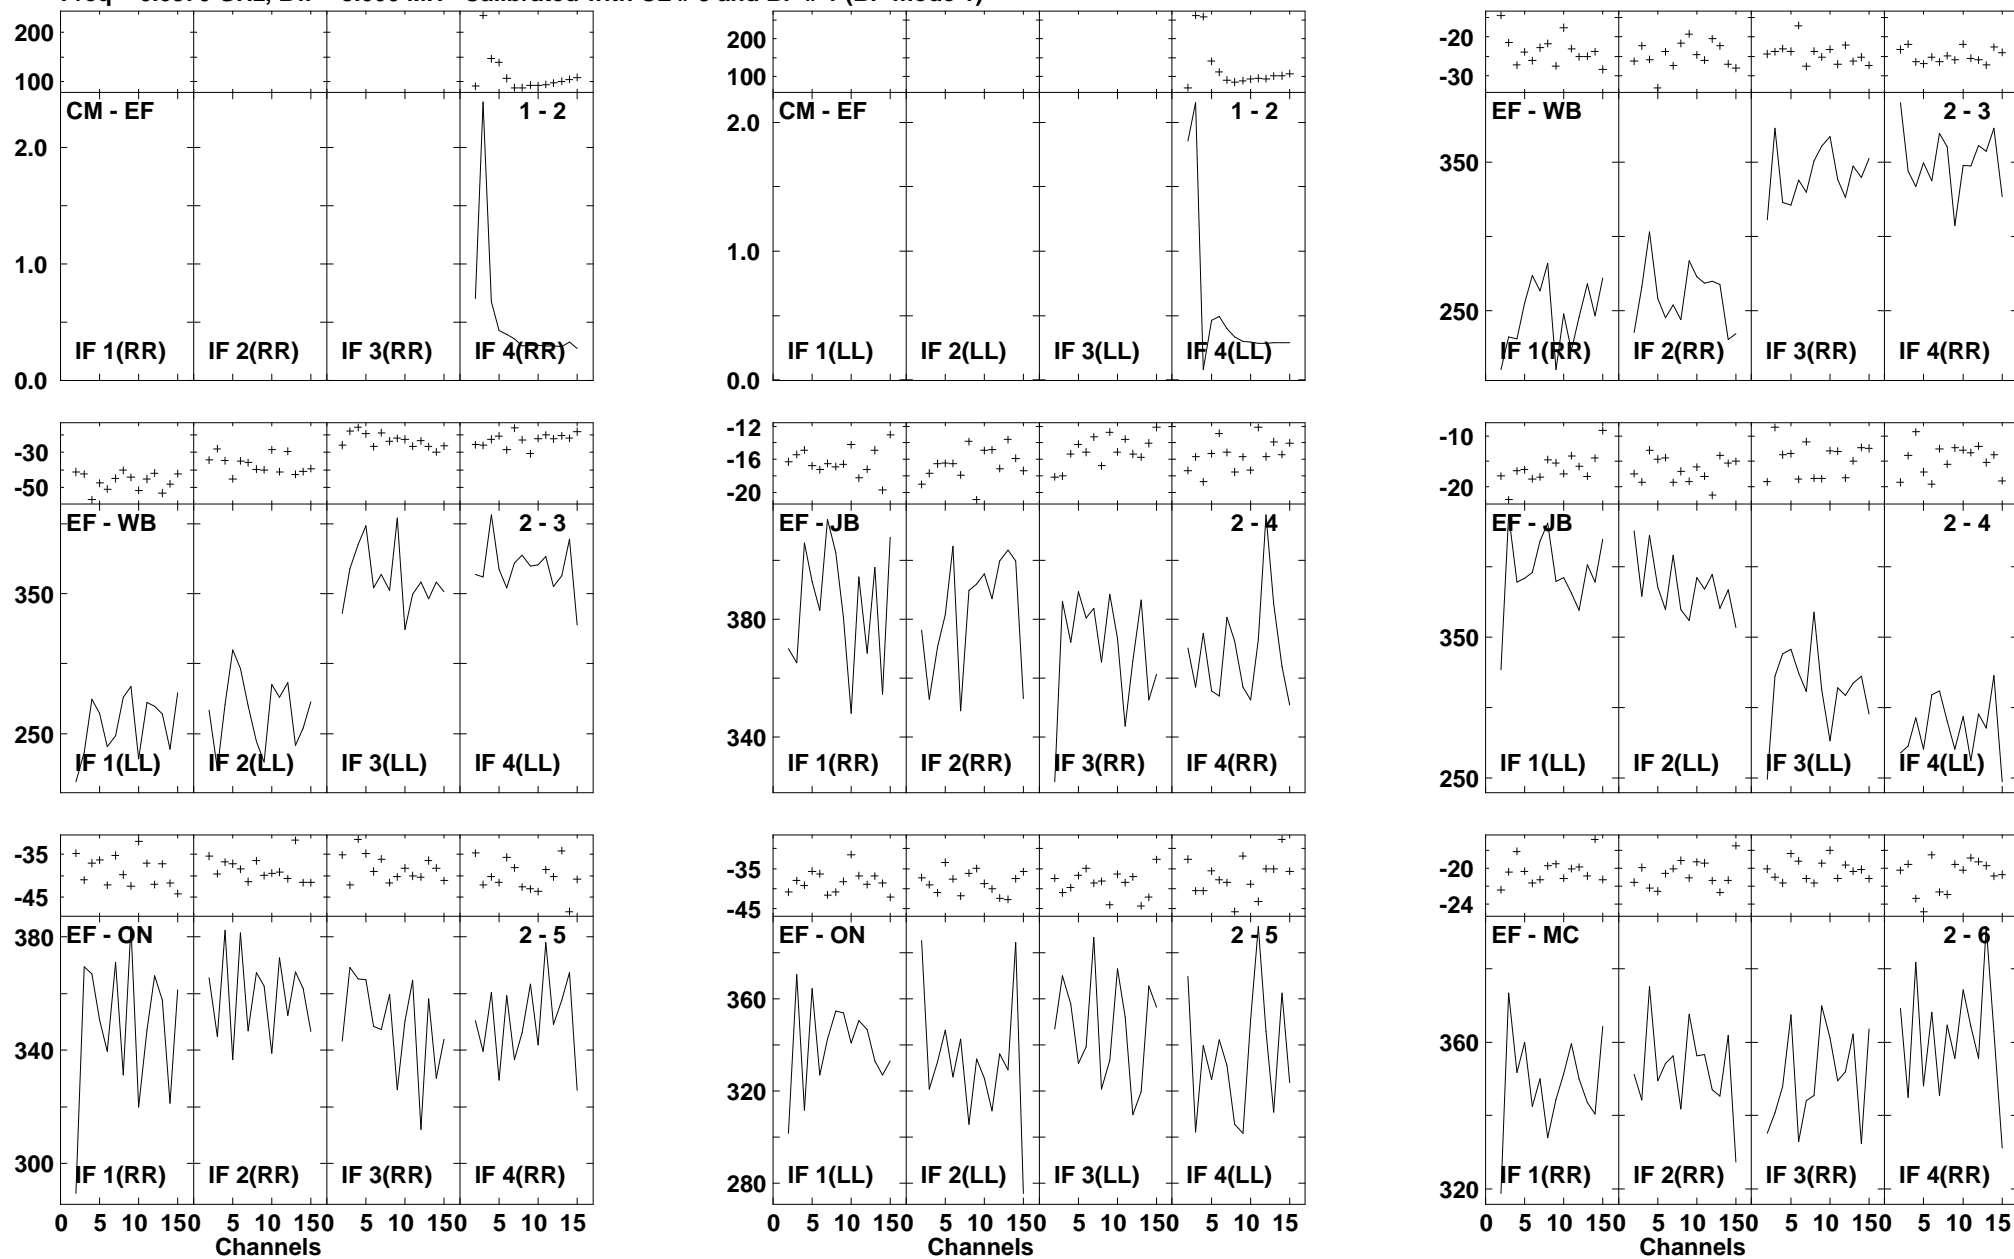 200
100
CM - EF 1 - 2
2.0
1.0
0.0
IF 1(RR) IF 2(RR) IF 3(RR) IF 4(RR)
200
100
CM - EF 1 - 2
2.0
1.0
0.0
IF 1(LL) IF 2(LL) IF 3(LL) IF 4(LL)
-20
-30
EF - WB 2 - 3
350
250
IF 1(RR) IF 2(RR) IF 3(RR) IF 4(RR)
-30
-50
EF - WB 2 - 3
350
250
IF 1(LL) IF 2(LL) IF 3(LL) IF 4(LL)
-12
-16
-20
EF - JB 2 - 4
380
340
IF 1(RR) IF 2(RR) IF 3(RR) IF 4(RR)
-10
-20
EF - JB 2 - 4
350
250
IF 1(LL) IF 2(LL) IF 3(LL) IF 4(LL)
-35
-45
EF - ON 2 - 5
380
340
300
IF 1(RR) IF 2(RR) IF 3(RR) IF 4(RR)
0 5 10 150 5 10 150 5 10 150 5 10 15
Channels
-35
-45
EF - ON 2 - 5
360
320
280
IF 1(LL) IF 2(LL) IF 3(LL) IF 4(LL)
0 5 10 150 5 10 150 5 10 150 5 10 15
Channels
-20
-24
EF - MC 2 - 6
360
320
IF 1(RR) IF 2(RR) IF 3(RR) IF 4(RR)
0 5 10 150 5 10 150 5 10 150 5 10 15
Channels